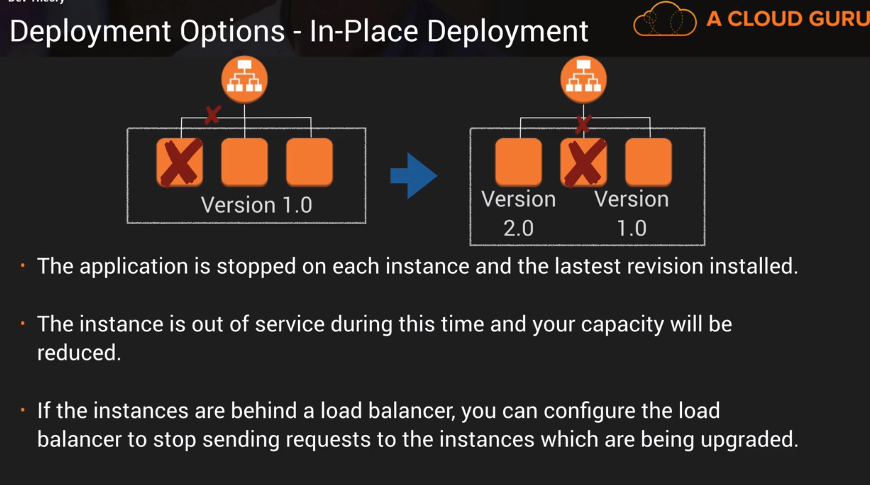 Dev Theory
Deployment Options - In-Place Deployment
A CLOUD GURU
Version 1.0
Version
2.0
Version
1.0
· The application is stopped on each instance and the lastest revision installed.
· The instance is out of service during this time and your capacity will be
reduced.
· If the instances are behind a load balancer, you can configure the load
balancer to stop sending requests to the instances which are being upgraded.